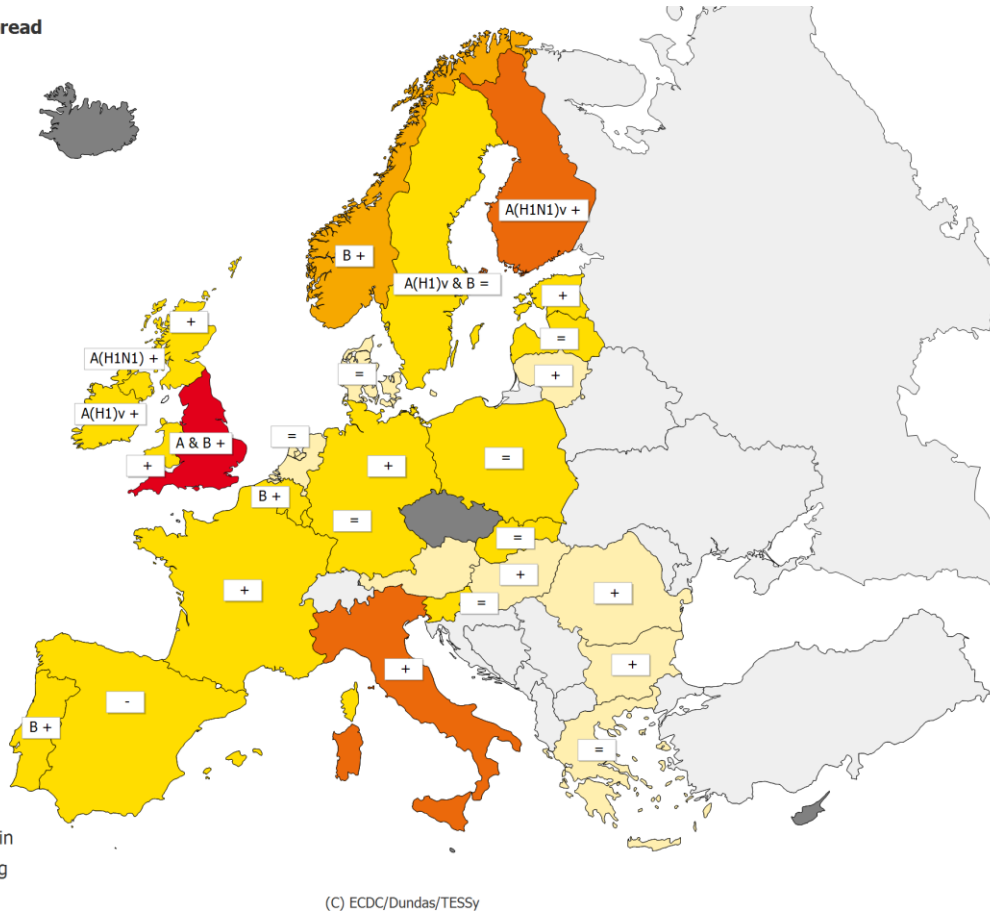 read
A(H1N1)v +
B +
A(H1)v & B =
+
+
=
A(H1N1) +
=
+
A(H1)v +
=
A & B +
+
=
+
B +
=
=
+
+
=
+
+
+
-
B +
=
in
g
(C) ECDC/Dundas/TESSy